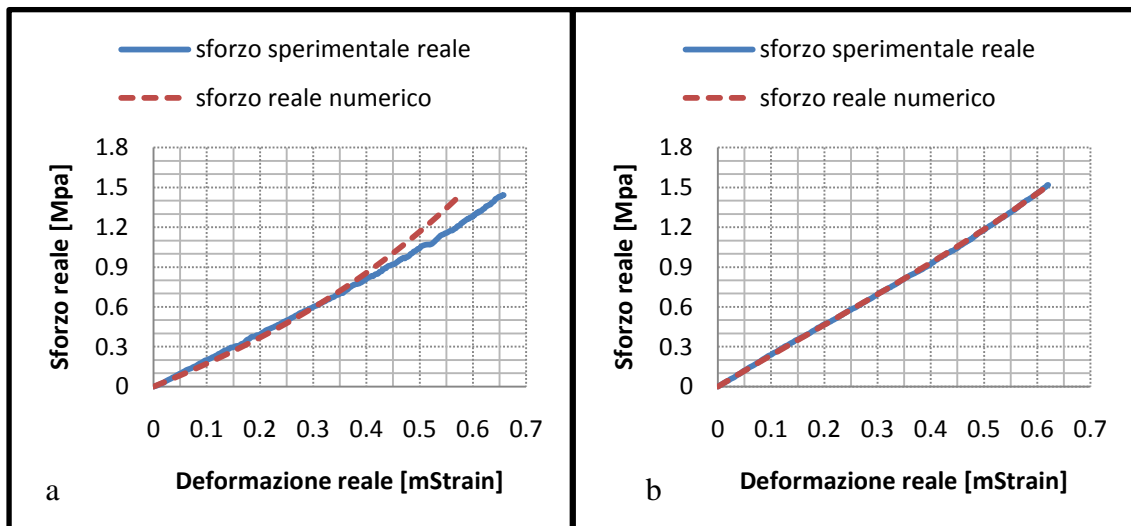 sforzo sperimentale reale
sforzo reale numerico
Sforzo reale [Mpa]
1.8
1.5
1.2
0.9
0.6
0.3
0
0 0.1 0.2 0.3 0.4 0.5 0.6 0.7
Deformazione reale [mStrain]
a
sforzo sperimentale reale
sforzo reale numerico
Sforzo reale [Mpa]
1.8
1.5
1.2
0.9
0.6
0.3
0
0 0.1 0.2 0.3 0.4 0.5 0.6 0.7
Deformazione reale [mStrain]
b